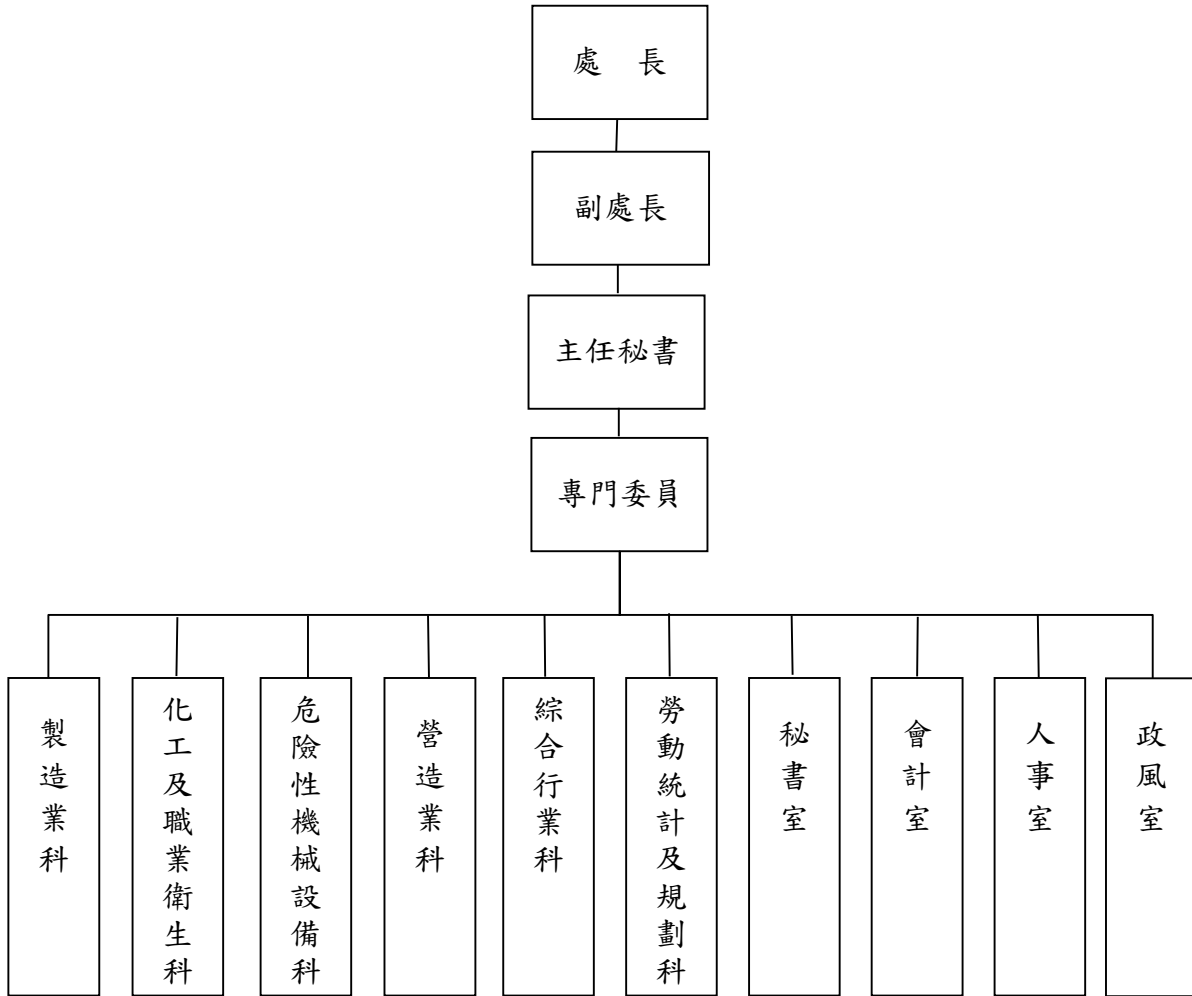 處　長
副處長
主任秘書
專門委員
製造業科
化工及職業衛生科
危險性機械設備科
營造業科
綜合行業科
勞動統計及規劃科
秘書室
會計室
人事室
政風室